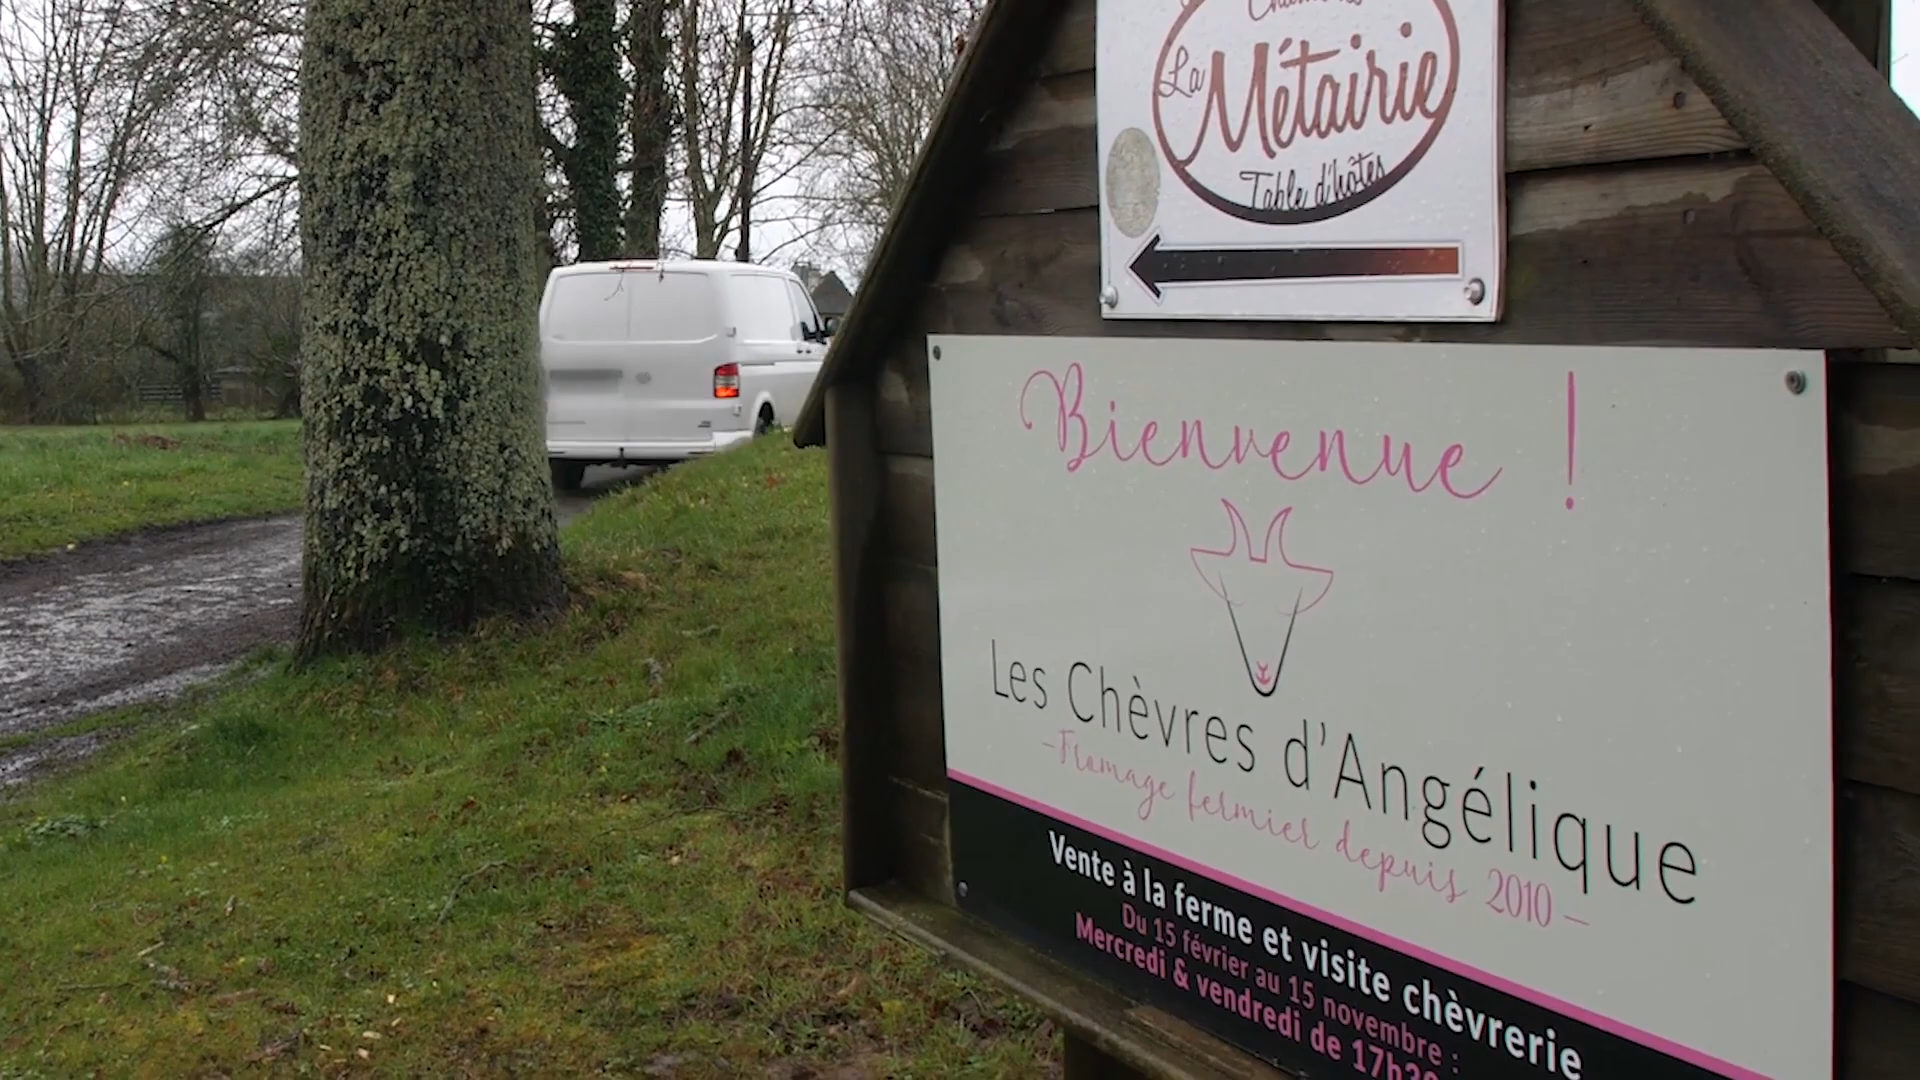 La
Métairie
Table d'hôtes
Bienvenue !
Les Chèvres d'Angélique
-Fromage fermier depuis 2010-
Vente à la ferme et visite chèvrerie
Du 15 février au 15 novembre :
Mercredi & vendredi de